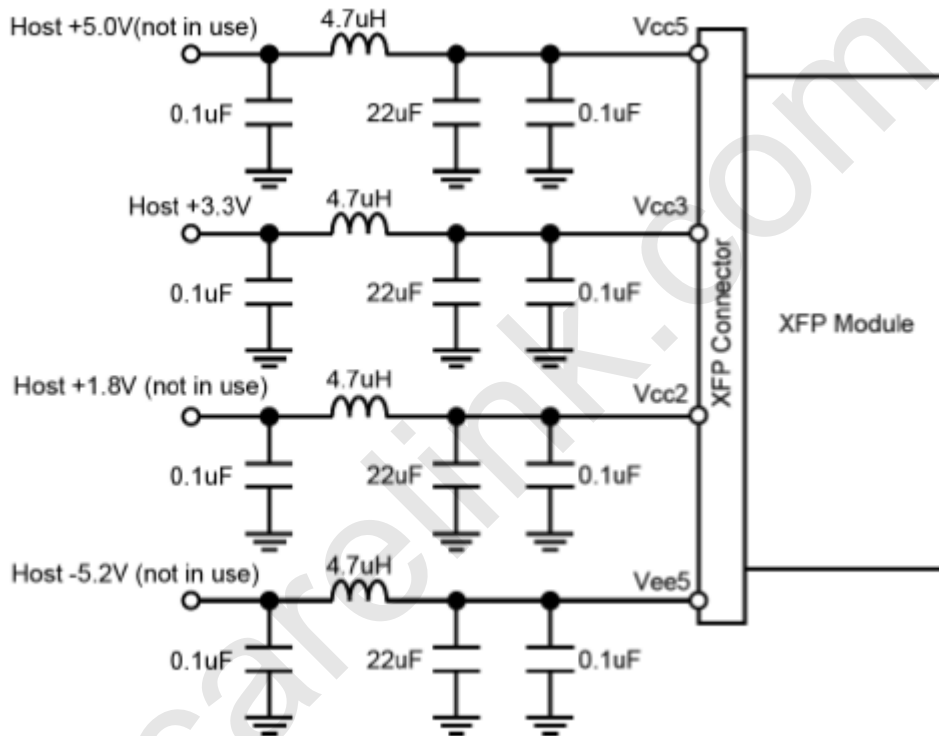 Host +5.0V(not in use)
4.7uH
Vcc5
0.1uF
22uF
0.1uF
Host +3.3V
4.7uH
Vcc3
0.1uF
22uF
0.1uF
XFP Connector
XFP Module
Host +1.8V (not in use)
4.7uH
Vcc2
0.1uF
22uF
0.1uF
Host -5.2V (not in use)
4.7uH
Vee5
0.1uF
22uF
0.1uF
carelink.com